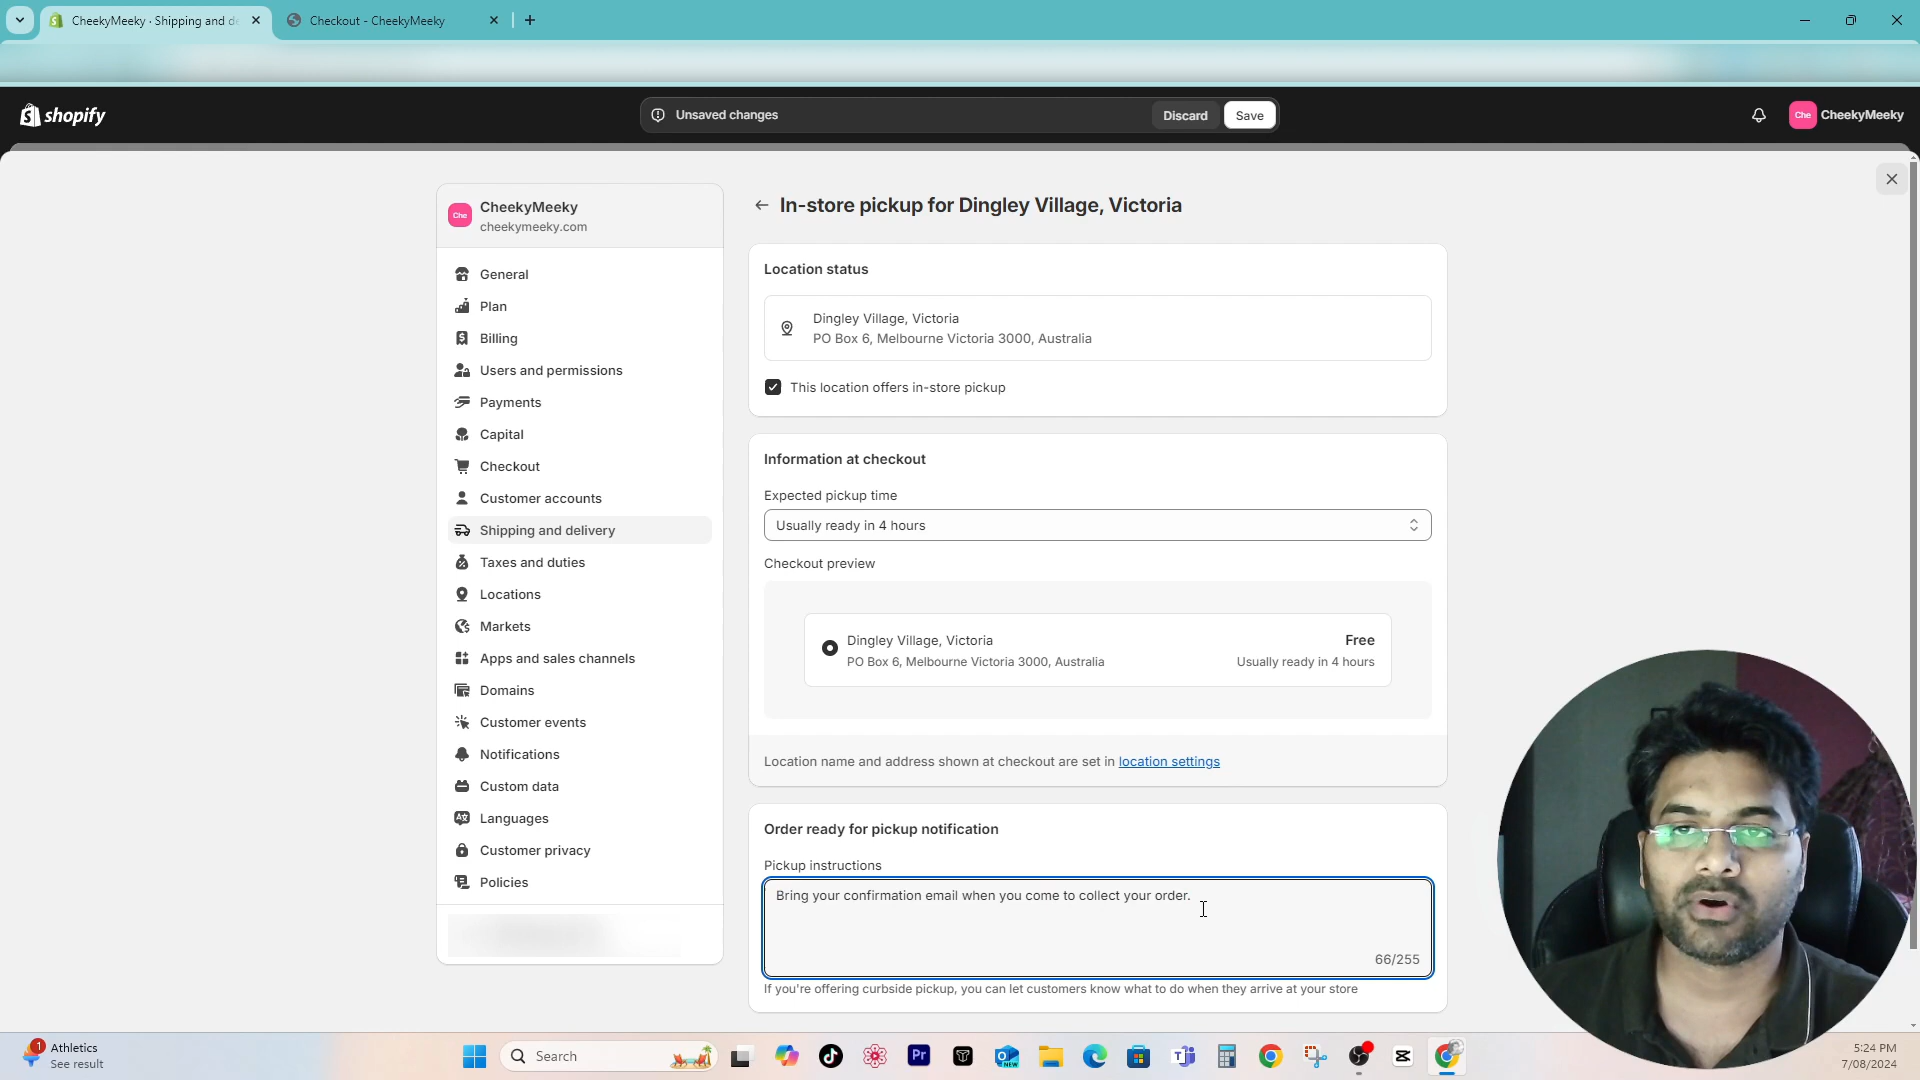 CheekyMeeky · Shipping and de
Checkout - CheekyMeeky
shopify
Unsaved changes
Discard
Save
Che
CheekyMeeky
Che
CheekyMeeky
cheekymeeky.com
General
Plan
Billing
Users and permissions
Payments
Capital
Checkout
Customer accounts
Shipping and delivery
Taxes and duties
Locations
Markets
Apps and sales channels
Domains
Customer events
Notifications
Custom data
Languages
Customer privacy
Policies
In-store pickup for Dingley Village, Victoria
Location status
Dingley Village, Victoria
PO Box 6, Melbourne Victoria 3000, Australia
This location offers in-store pickup
Information at checkout
Expected pickup time
Usually ready in 4 hours
Checkout preview
Dingley Village, Victoria
Free
PO Box 6, Melbourne Victoria 3000, Australia
Usually ready in 4 hours
Location name and address shown at checkout are set in location settings
Order ready for pickup notification
Pickup instructions
Bring your confirmation email when you come to collect your order.
66/255
If you're offering curbside pickup, you can let customers know what to do when they arrive at your store
1
Athletics
See result
Search
Pr
NEW
5:24 PM
7/08/2024